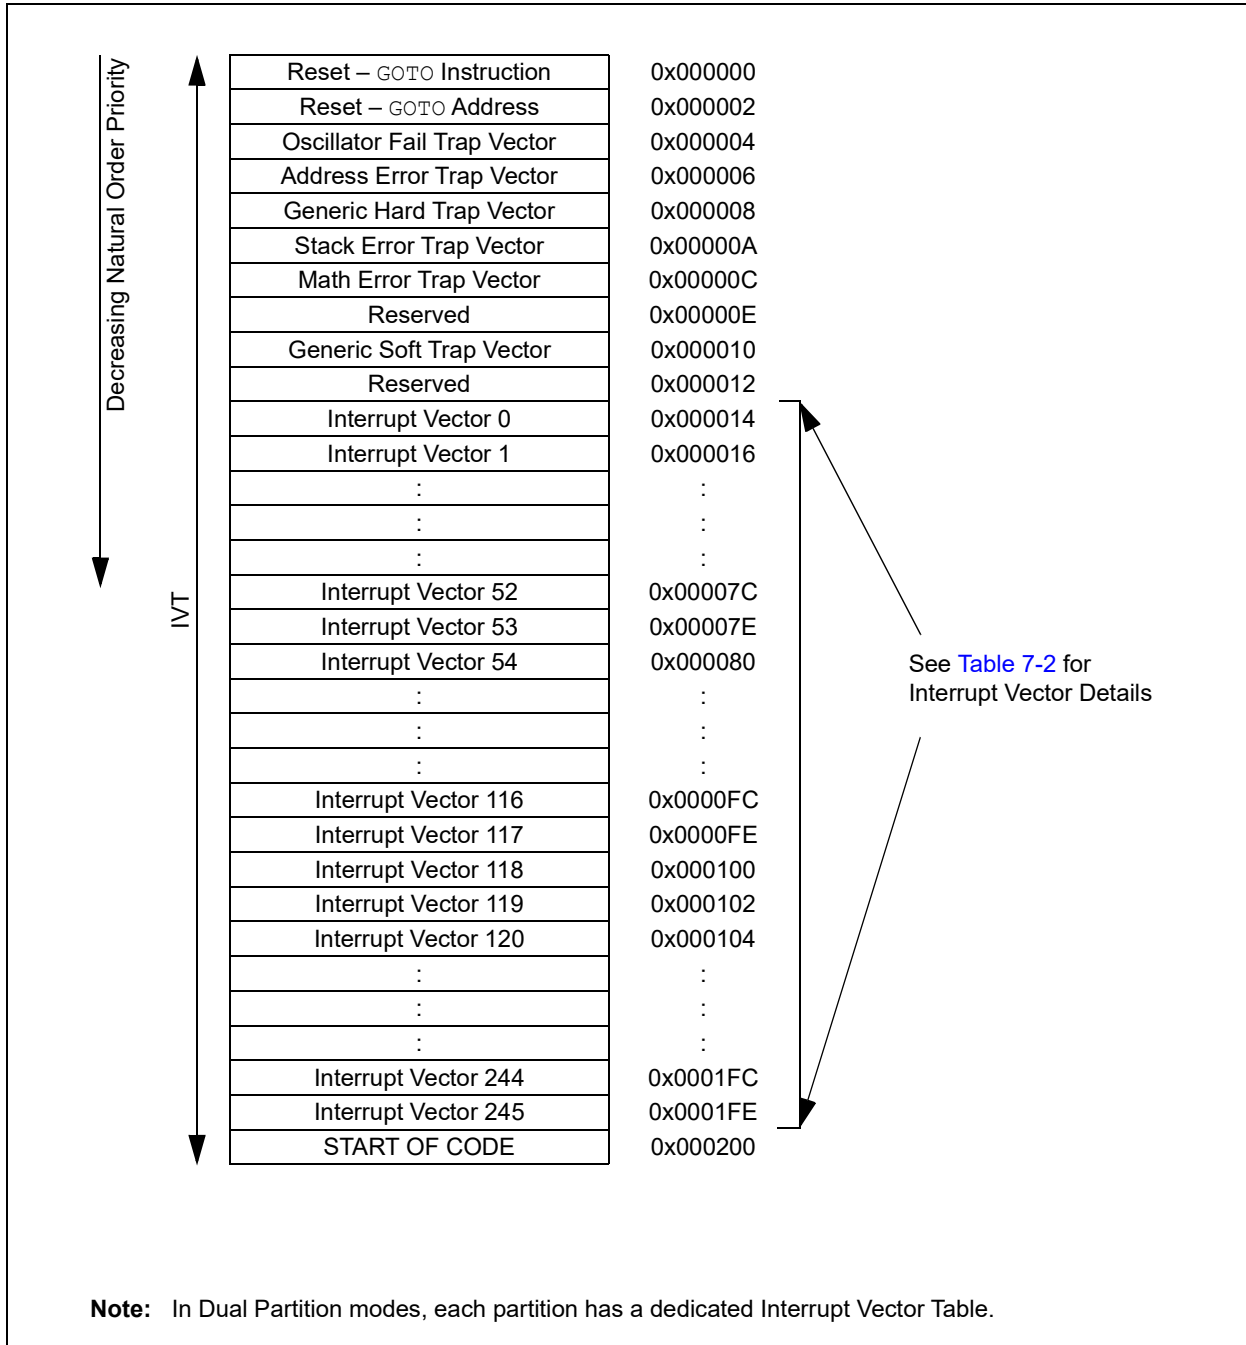 Decreasing Natural Order Priority
IVT
Reset – GOTO Instruction 0x000000
Reset – GOTO Address 0x000002
Oscillator Fail Trap Vector 0x000004
Address Error Trap Vector 0x000006
Generic Hard Trap Vector 0x000008
Stack Error Trap Vector 0x00000A
Math Error Trap Vector 0x00000C
Reserved 0x00000E
Generic Soft Trap Vector 0x000010
Reserved 0x000012
Interrupt Vector 0 0x000014
Interrupt Vector 1 0x000016
: :
: :
: :
Interrupt Vector 52 0x00007C
Interrupt Vector 53 0x00007E
Interrupt Vector 54 0x000080
: :
: :
: :
Interrupt Vector 116 0x0000FC
Interrupt Vector 117 0x0000FE
Interrupt Vector 118 0x000100
Interrupt Vector 119 0x000102
Interrupt Vector 120 0x000104
: :
: :
: :
Interrupt Vector 244 0x0001FC
Interrupt Vector 245 0x0001FE
START OF CODE 0x000200
See Table 7-2 for
Interrupt Vector Details
Note: In Dual Partition modes, each partition has a dedicated Interrupt Vector Table.